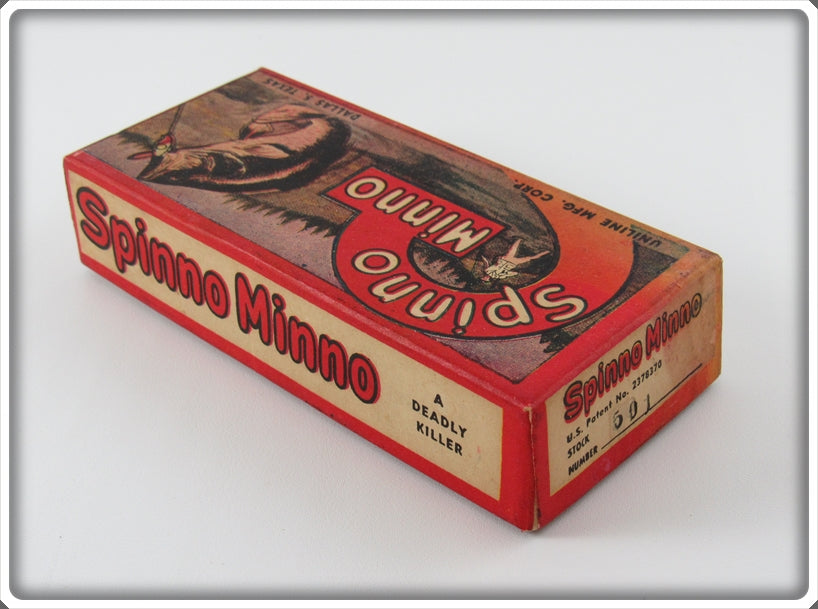 DALLAS 5, TEXAS
UNILINE MFG. CORP.
Spinno
Minno
Spinno Minno
A
DEADLY
KILLER
Spinno Minno
U.S. Patent No. 2378370
STOCK
NUMBER 601